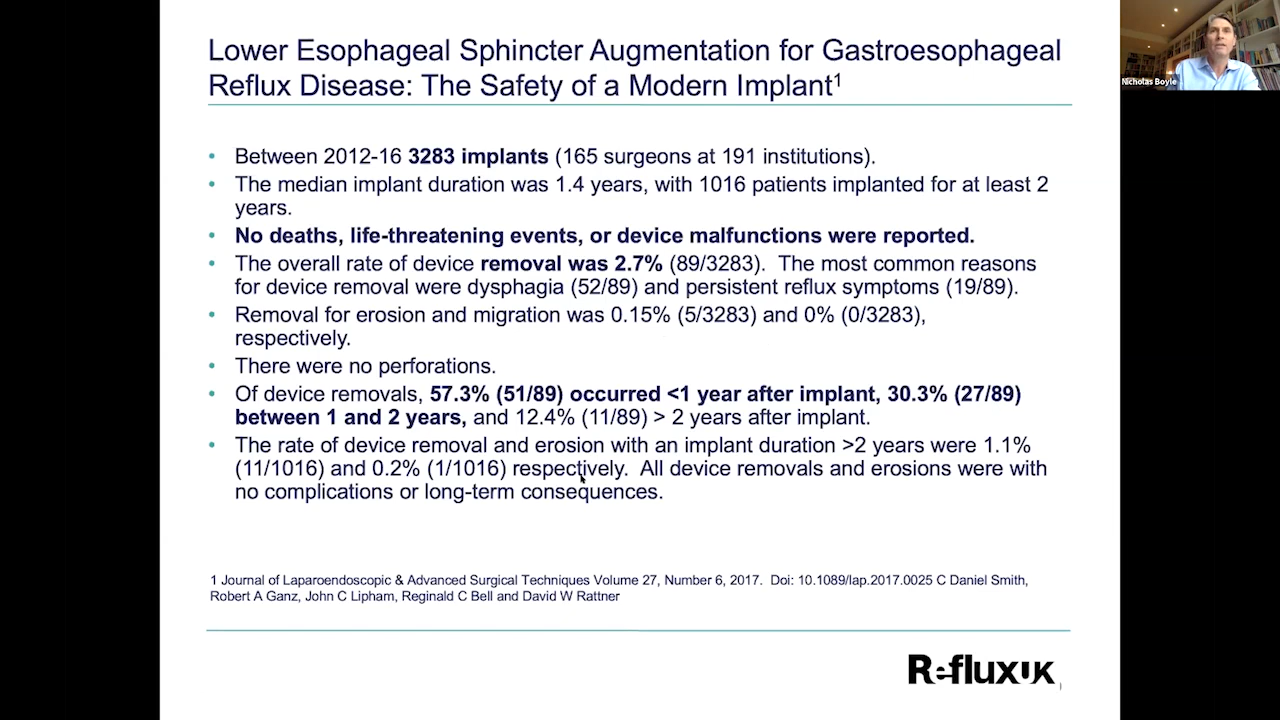 Lower Esophageal Sphincter Augmentation for Gastroesophageal
Reflux Disease: The Safety of a Modern Implant¹
Nicholas Boyle
• Between 2012-16 3283 implants (165 surgeons at 191 institutions).
• The median implant duration was 1.4 years, with 1016 patients implanted for at least 2
years.
• No deaths, life-threatening events, or device malfunctions were reported.
• The overall rate of device removal was 2.7% (89/3283). The most common reasons
for device removal were dysphagia (52/89) and persistent reflux symptoms (19/89).
• Removal for erosion and migration was 0.15% (5/3283) and 0% (0/3283),
respectively.
• There were no perforations.
• Of device removals, 57.3% (51/89) occurred <1 year after implant, 30.3% (27/89)
between 1 and 2 years, and 12.4% (11/89) > 2 years after implant.
• The rate of device removal and erosion with an implant duration >2 years were 1.1%
(11/1016) and 0.2% (1/1016) respectively. All device removals and erosions were with
no complications or long-term consequences.
1 Journal of Laparoendoscopic & Advanced Surgical Techniques Volume 27, Number 6, 2017. Doi: 10.1089/lap.2017.0025 C Daniel Smith,
Robert A Ganz, John C Lipham, Reginald C Bell and David W Rattner
RefluxUK